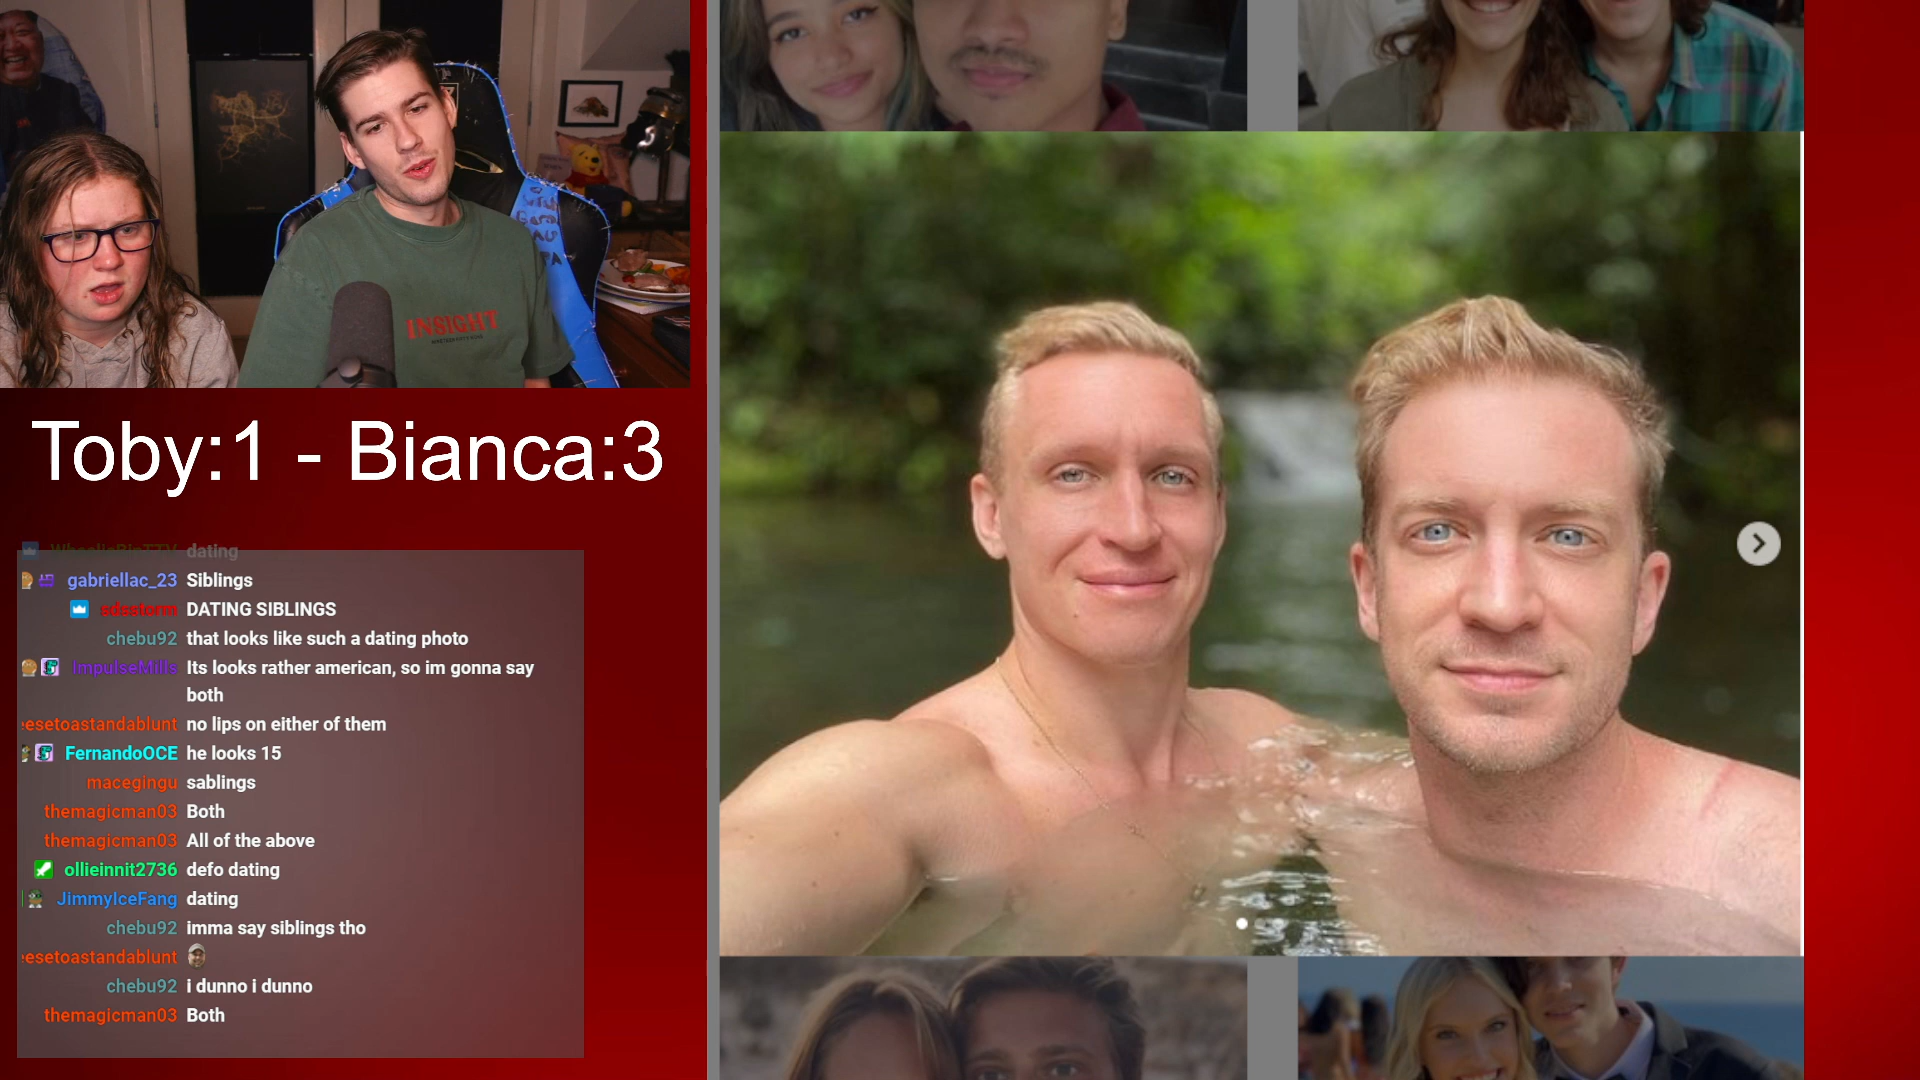 INSIGHT
Toby:1 - Bianca:3
dating
gabriellac_23 Siblings
sdsstorm DATING SIBLINGS
chebu92 that looks like such a dating photo
ImpulseMills Its looks rather american, so im gonna say
both
esetoastandablunt no lips on either of them
FernandoOCE he looks 15
macegingu sablings
themagicman03 Both
themagicman03 All of the above
ollieinnit2736 defo dating
JimmyIceFang dating
chebu92 imma say siblings tho
esetoastandablunt
chebu92 i dunno i dunno
themagicman03 Both